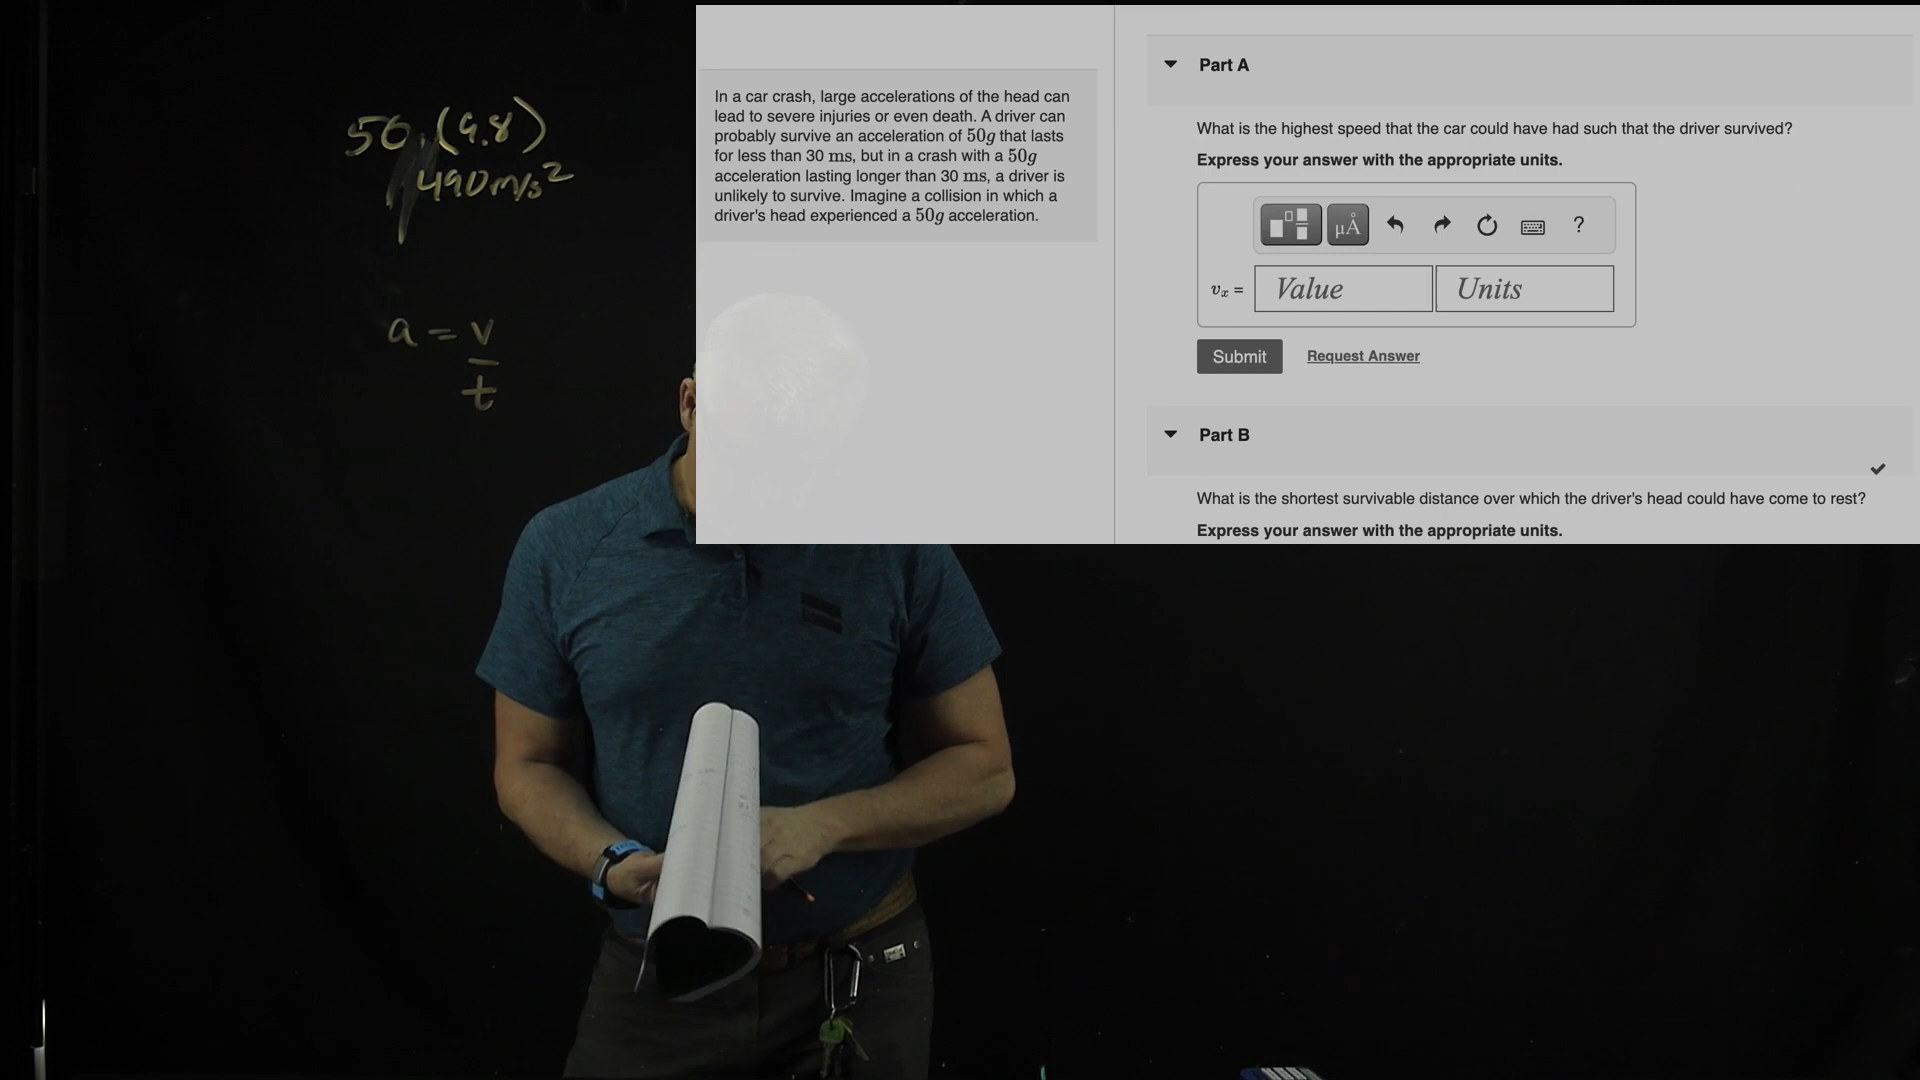 50 (9.8)
490m/s²
a = v
t
In a car crash, large accelerations of the head can
lead to severe injuries or even death. A driver can
probably survive an acceleration of 50g that lasts
for less than 30 ms, but in a crash with a 50g
acceleration lasting longer than 30 ms, a driver is
unlikely to survive. Imagine a collision in which a
driver's head experienced a 50g acceleration.
Part A
What is the highest speed that the car could have had such that the driver survived?
Express your answer with the appropriate units.
μÅ ?
vx = Value Units
Submit Request Answer
Part B
What is the shortest survivable distance over which the driver's head could have come to rest?
Express your answer with the appropriate units.